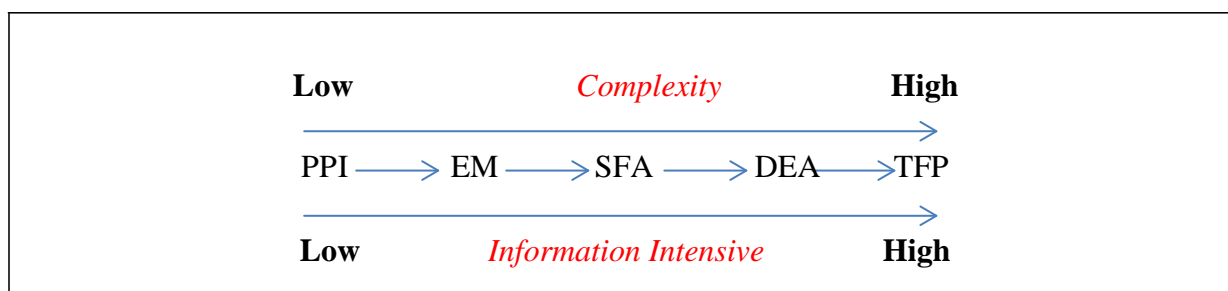 Low Complexity High
PPI EM SFA DEA TFP
Low Information Intensive High